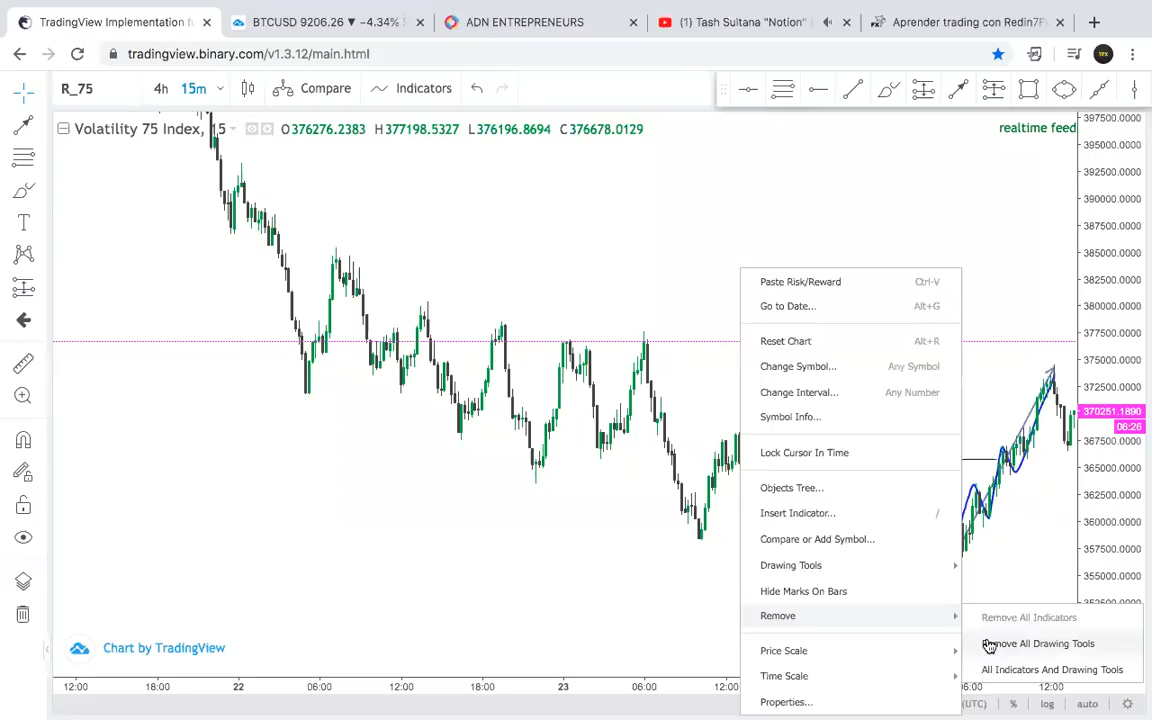 TradingView Implementation fu
BTCUSD 9206.26 ▼ −4.34%
ADN ENTREPRENEURS
(1) Tash Sultana "Notion"
Aprender trading con Redin7F
tradingview.binary.com/v1.3.12/main.html
R_75
4h
15m
Compare
Indicators
Volatility 75 Index, 15
O376276.2383 H377198.5327 L376196.8694 C376678.0129
realtime feed
397500.0000
395000.0000
392500.0000
390000.0000
387500.0000
385000.0000
382500.0000
380000.0000
377500.0000
375000.0000
372500.0000
370251.1890
06:26
367500.0000
365000.0000
362500.0000
360000.0000
357500.0000
355000.0000
Paste Risk/Reward Ctrl-V
Go to Date... Alt+G
Reset Chart Alt+R
Change Symbol... Any Symbol
Change Interval... Any Number
Symbol Info...
Lock Cursor In Time
Objects Tree...
Insert Indicator... /
Compare or Add Symbol...
Drawing Tools
Hide Marks On Bars
Remove
Price Scale
Time Scale
Properties...
Remove All Indicators
All Drawing Tools
All Indicators And Drawing Tools
Chart by TradingView
12:00 18:00 22 06:00 12:00 18:00 23 06:00 12:00 06:00 12:00
(UTC) % log auto